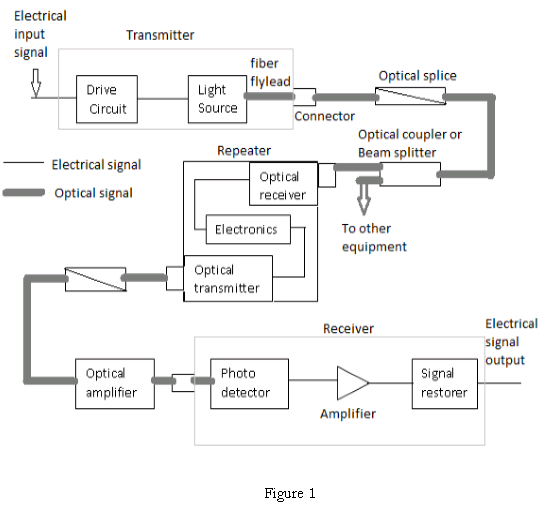 Electrical
input
signal
Transmitter
Drive
Circuit
Light
Source
fiber
flylead
Connector
Optical splice
Optical coupler or
Beam splitter
To other
equipment
Electrical signal
Optical signal
Repeater
Optical
receiver
Electronics
Optical
transmitter
Optical
amplifier
Receiver
Photo
detector
Amplifier
Signal
restorer
Electrical
signal
output
Figure 1